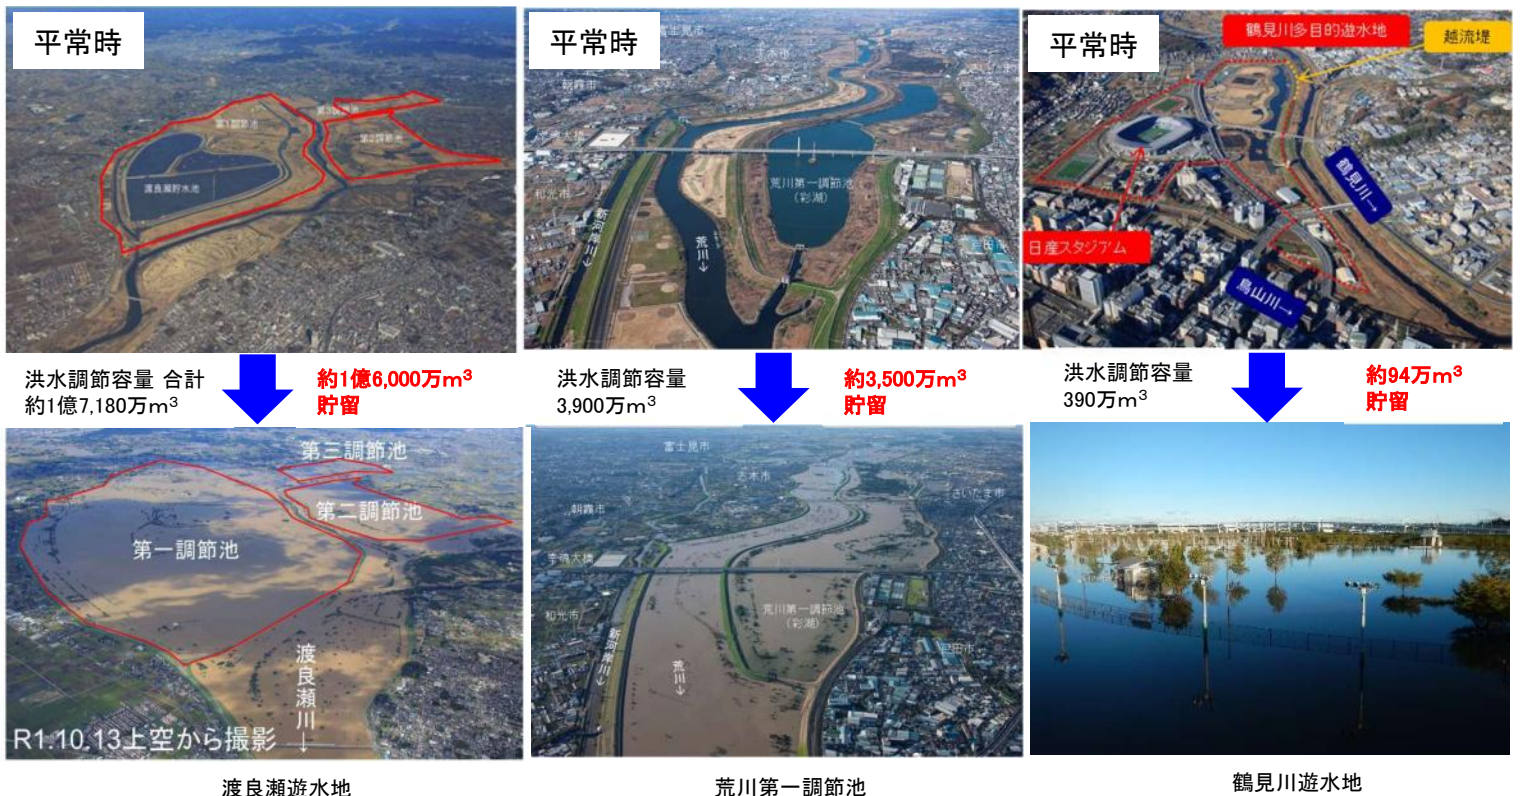 平常時
第1調節池
第3調節池
第2調節池
渡良瀬貯水池
平常時
富士見市
朝霞市
和光市
新河岸川→
荒川→
荒川第一調節池
(彩湖)
戸田市
平常時
鶴見川多目的遊水地
越流堤
鶴見川→
日産スタジアム
鳥山川→
洪水調節容量 合計
約1億7,180万m³
約1億6,000万m³
貯留
洪水調節容量
3,900万m³
約3,500万m³
貯留
洪水調節容量
390万m³
約94万m³
貯留
第三調節池
第二調節池
第一調節池
渡良瀬川→
R1.10.13上空から撮影
富士見市
志木市
さいたま市
朝霞市
幸魂大橋
和光市
新河岸川→
荒川→
荒川第一調節池
(彩湖)
戸田市
渡良瀬遊水地
荒川第一調節池
鶴見川遊水地